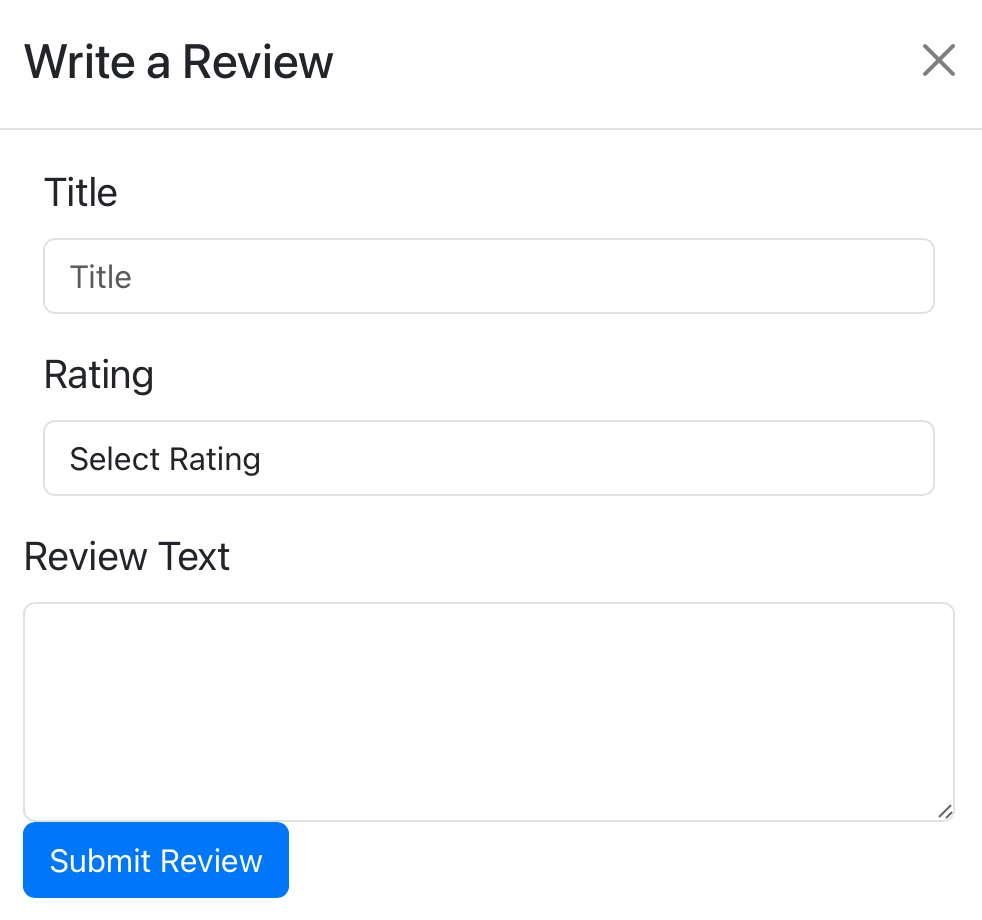 Write a Review
Title
Title
Rating
Select Rating
Review Text
Submit Review